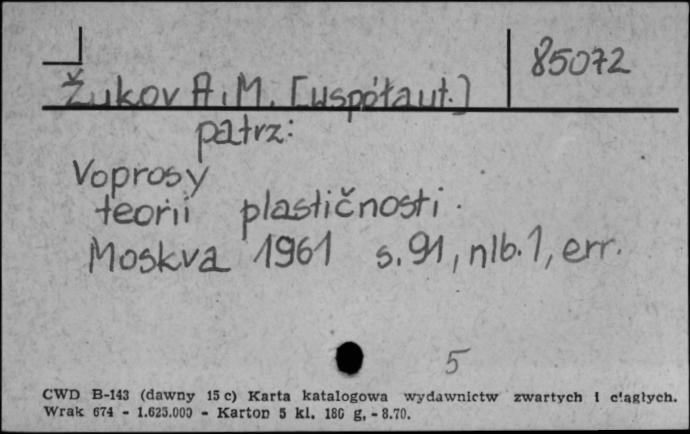 85072
Žukov A.M. [współaut.]
patrz:
Voprosy
teorii plastičnosti.
Moskva 1961 s. 91, nlb. 1, err.
5
CWD B-143 (dawny 15 c) Karta katalogowa wydawnictw zwartych i ciągłych.
Wrak 674 - 1.625.000 - Karton 5 kl. 180 g. - 8.70.